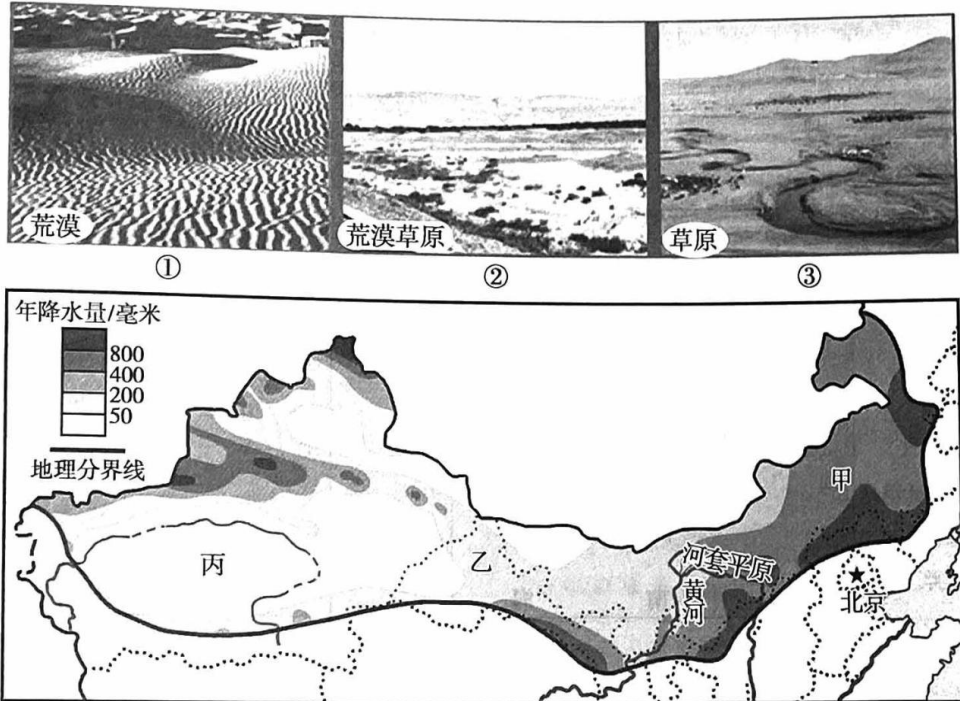 荒漠
荒漠草原
草原
①
②
③
年降水量/毫米
800
400
200
50
地理分界线
甲
乙
丙
河套平原
黄河
北京